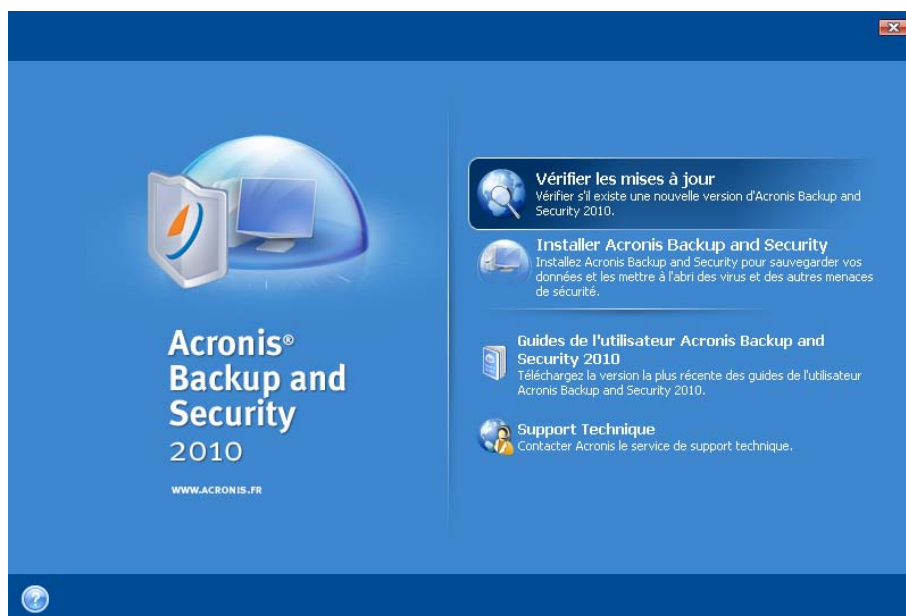 Acronis®
Backup and
Security
2010
WWW.ACRONIS.FR
Vérifier les mises à jour
Vérifier s'il existe une nouvelle version d'Acronis Backup and
Security 2010.
Installer Acronis Backup and Security
Installez Acronis Backup and Security pour sauvegarder vos
données et les mettre à l'abri des virus et des autres menaces
de sécurité.
Guides de l'utilisateur Acronis Backup and
Security 2010
Téléchargez la version la plus récente des guides de l'utilisateur
Acronis Backup and Security 2010.
Support Technique
Contacter Acronis le service de support technique.
?